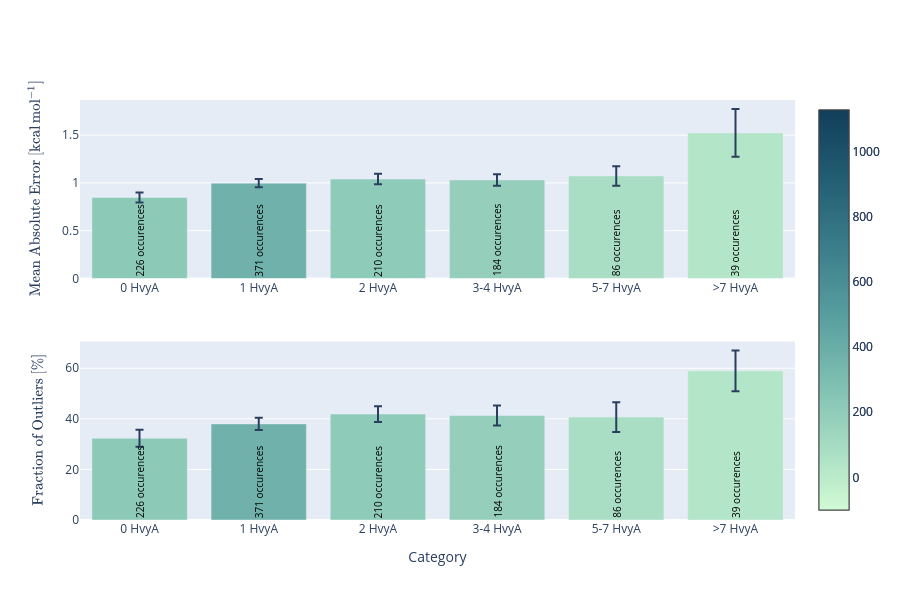 Mean Absolute Error [kcal mol⁻¹]
1.5
1
0.5
0
226 occurences
371 occurences
210 occurences
184 occurences
86 occurences
39 occurences
0 HvyA
1 HvyA
2 HvyA
3-4 HvyA
5-7 HvyA
>7 HvyA
Fraction of Outliers [%]
60
40
20
0
226 occurences
371 occurences
210 occurences
184 occurences
86 occurences
39 occurences
0 HvyA
1 HvyA
2 HvyA
3-4 HvyA
5-7 HvyA
>7 HvyA
Category
1000
800
600
400
200
0